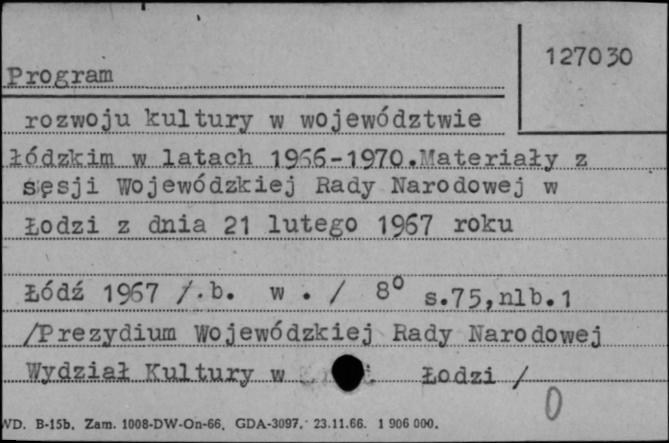 127030
Program
rozwoju kultury w województwie
łódzkim w latach 1966-1970.Materiały z
sesji Wojewódzkiej Rady Narodowej w
Łodzi z dnia 21 lutego 1967 roku
Łódź 1967 /.b. w . / 8° s.75,nlb.1
/Prezydium Wojewódzkiej Rady Narodowej
Wydział Kultury w Łodzi /
0
WD. B-15b. Zam. 1008-DW-On-66. GDA-3097. 23.11.66. 1 906 000.